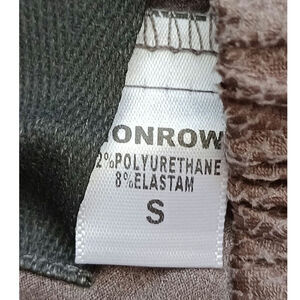 ONROW
2%POLYURETHANE
8%ELASTAM
S